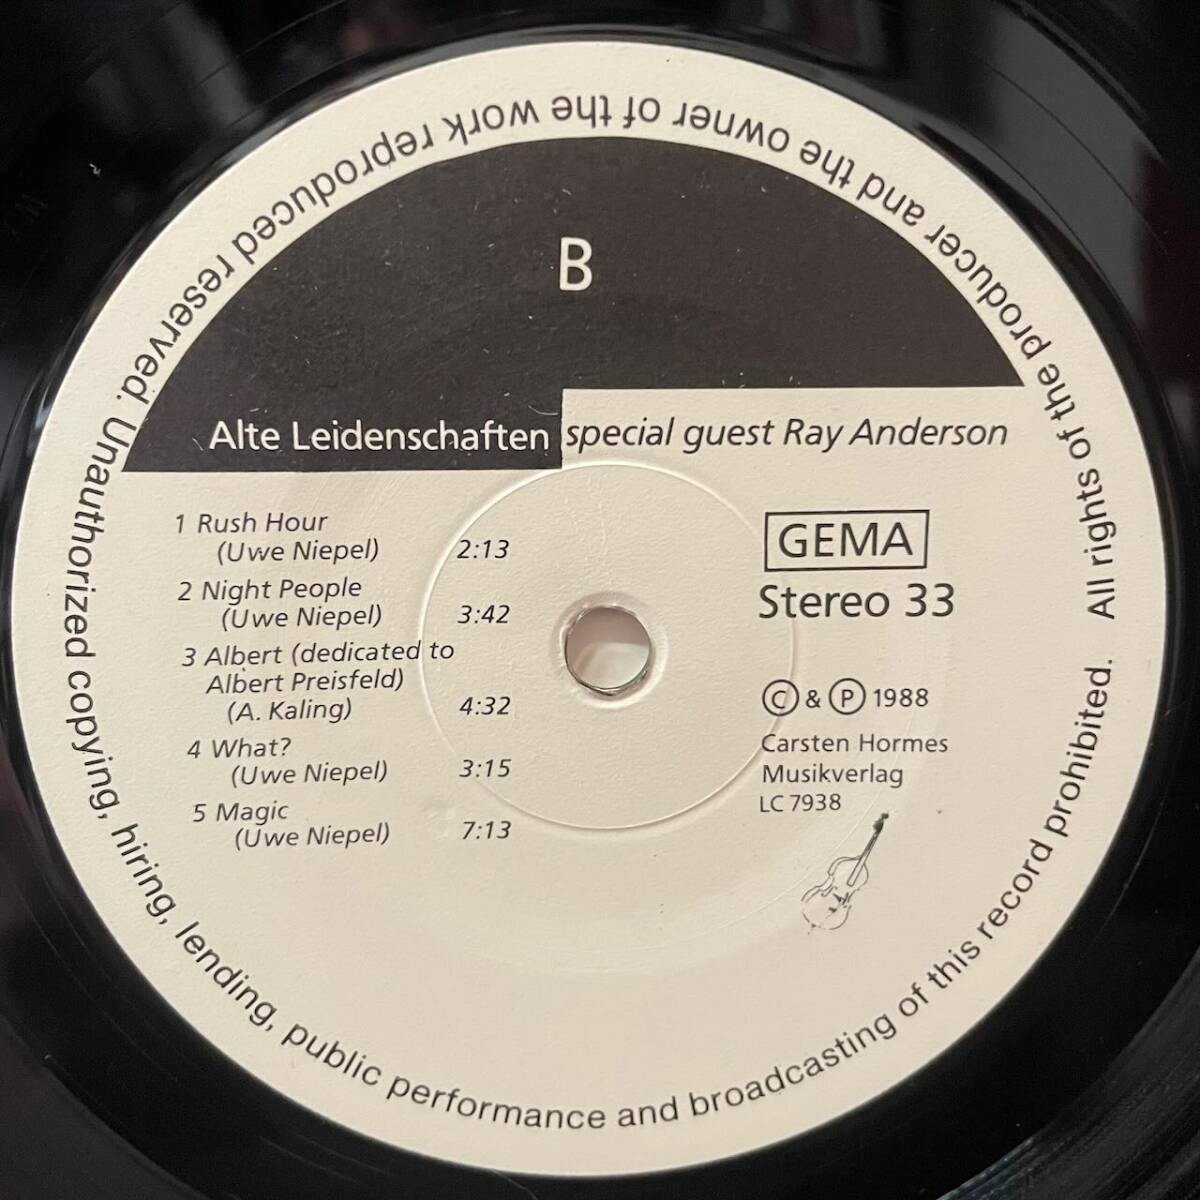 B
Alte Leidenschaften special guest Ray Anderson
1 Rush Hour
(Uwe Niepel) 2:13
2 Night People
(Uwe Niepel) 3:42
3 Albert (dedicated to
Albert Preisfeld)
(A. Kaling) 4:32
4 What?
(Uwe Niepel) 3:15
5 Magic
(Uwe Niepel) 7:13
GEMA
Stereo 33
© & ℗ 1988
Carsten Hormes
Musikverlag
LC 7938
All rights of the producer and the owner of the work reproduced reserved. Unauthorized copying, hiring, lending, public performance and broadcasting of this record prohibited.